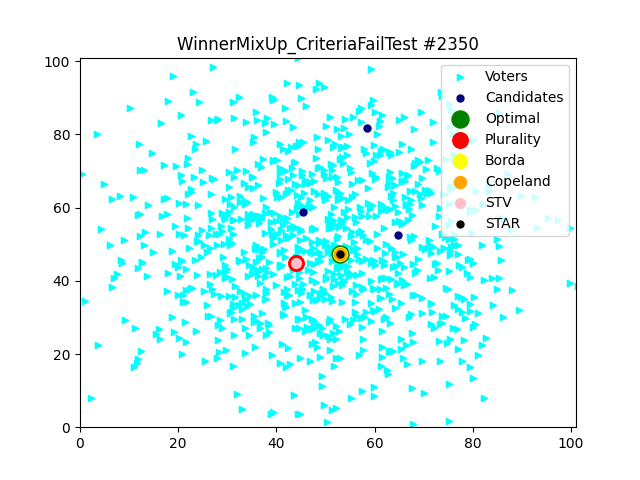 WinnerMixUp_CriteriaFailTest #2350
100
80
60
40
20
0
0 20 40 60 80 100
Voters
Candidates
Optimal
Plurality
Borda
Copeland
STV
STAR